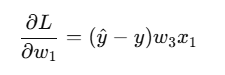 ∂L/∂w₁ = (ŷ − y)w₃x₁